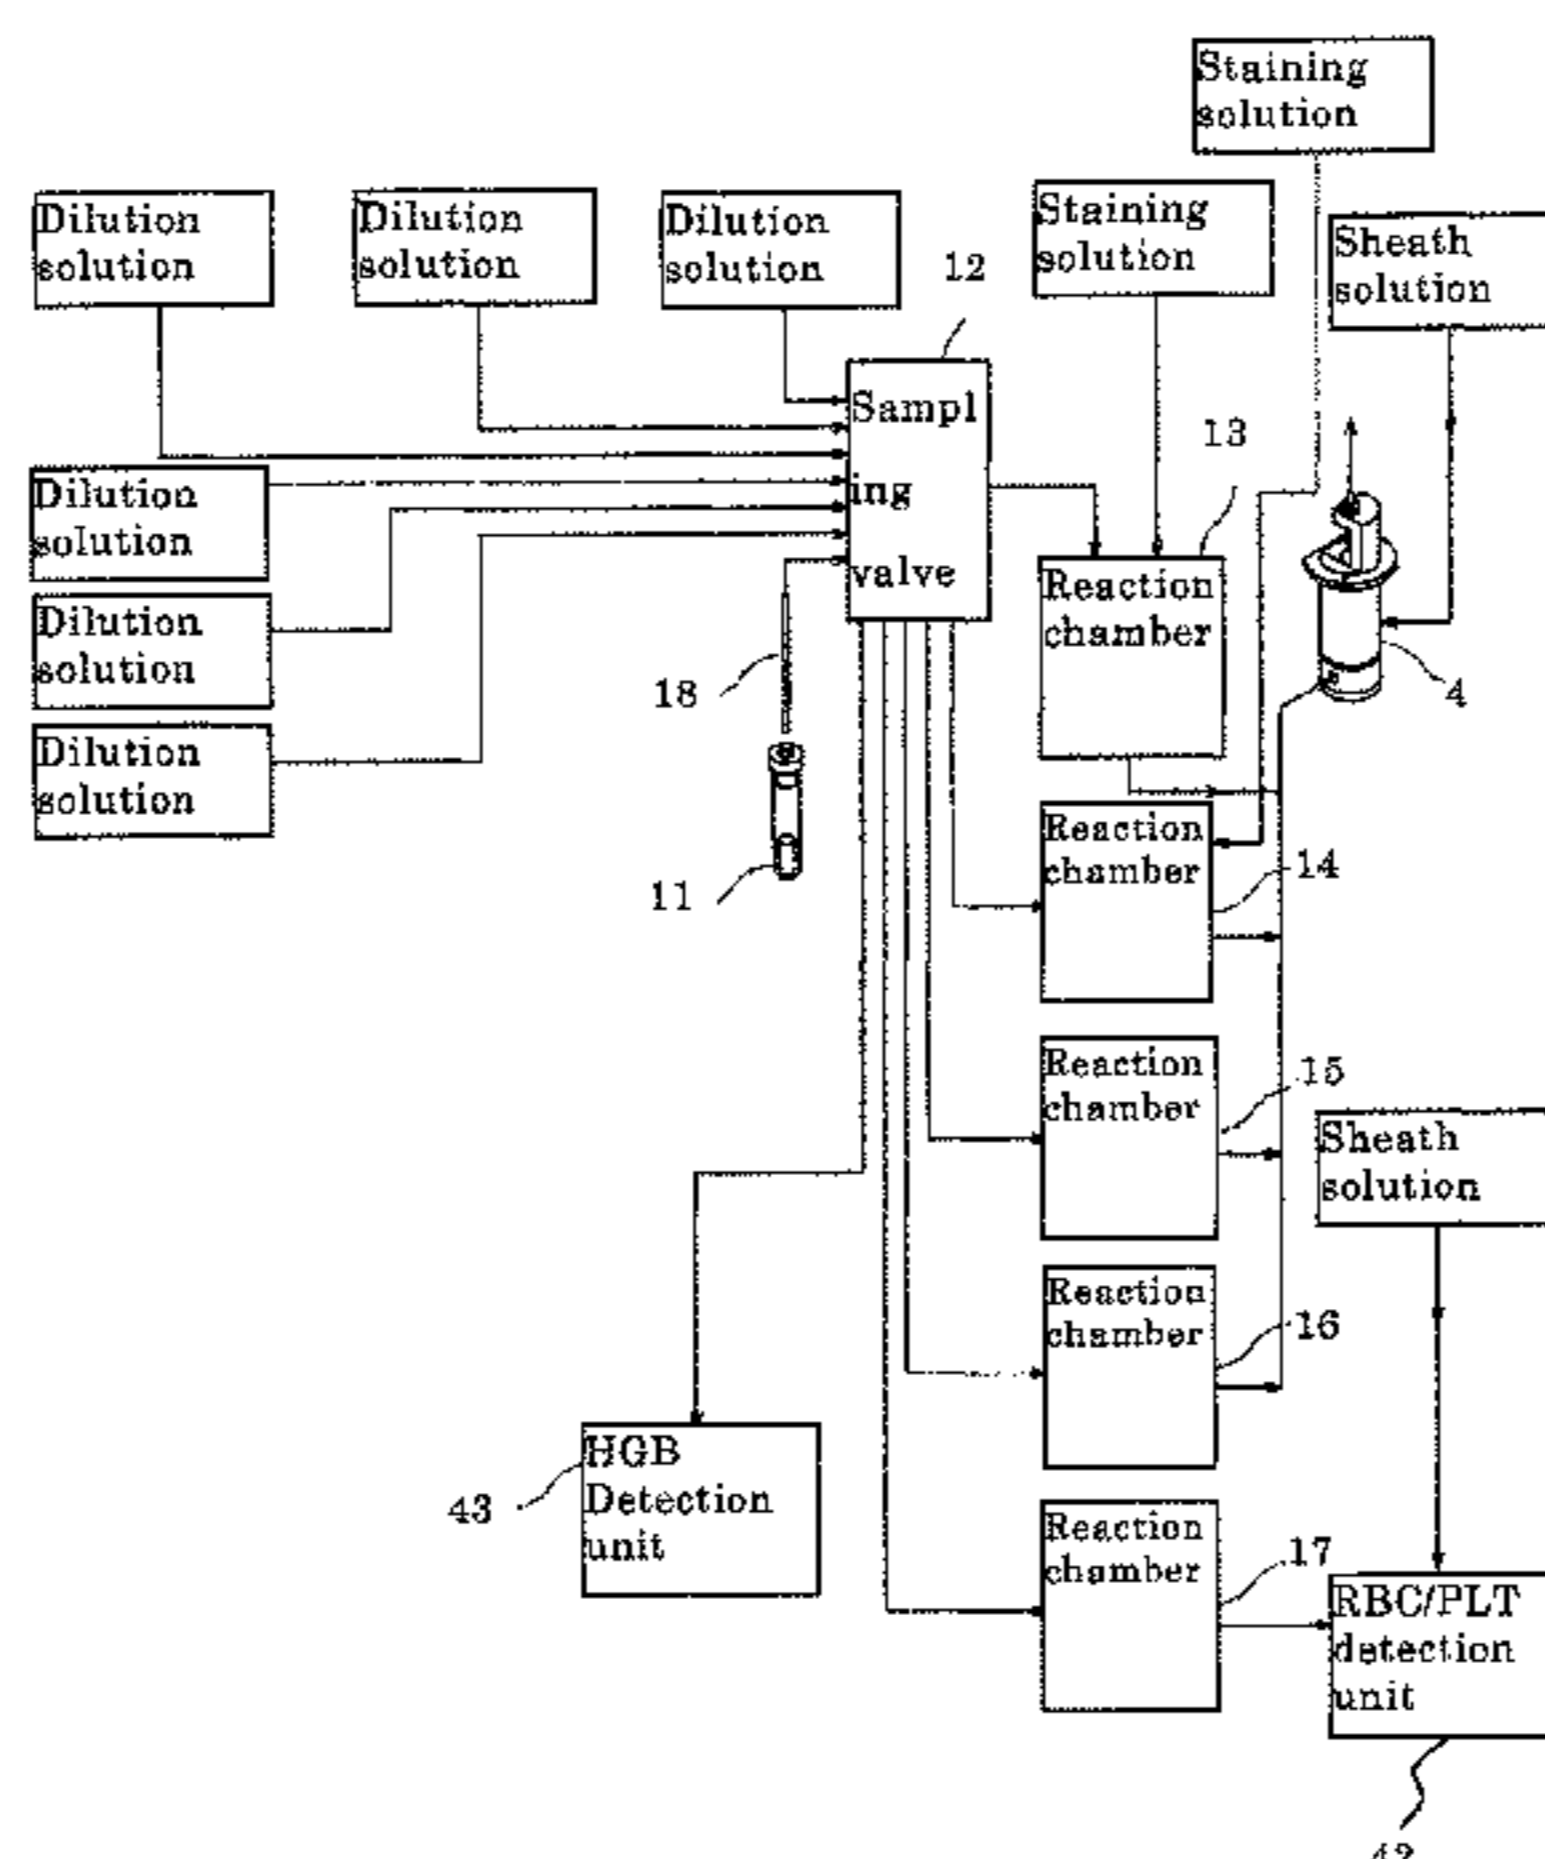 Staining
solution
Dilution
solution
Dilution
solution
Dilution
solution
Staining
solution
Sheath
solution
12
Sampl
ing
valve
13
Dilution
solution
Dilution
solution
Dilution
solution
18
11
Reaction
chamber
4
Reaction
chamber
14
Reaction
chamber
15
Sheath
solution
Reaction
chamber
16
HGB
Detection
unit
43
Reaction
chamber
17
RBC/PLT
detection
unit